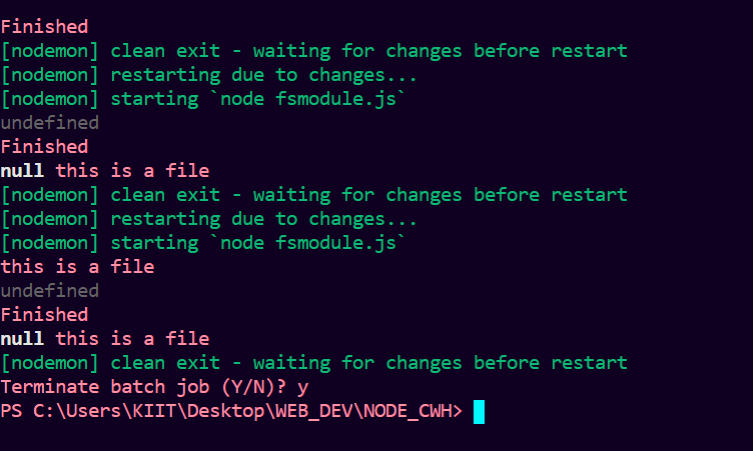 Finished
[nodemon] clean exit - waiting for changes before restart
[nodemon] restarting due to changes...
[nodemon] starting `node fsmodule.js`
undefined
Finished
null this is a file
[nodemon] clean exit - waiting for changes before restart
[nodemon] restarting due to changes...
[nodemon] starting `node fsmodule.js`
this is a file
undefined
Finished
null this is a file
[nodemon] clean exit - waiting for changes before restart
Terminate batch job (Y/N)? y
PS C:\Users\KIIT\Desktop\WEB_DEV\NODE_CWH>